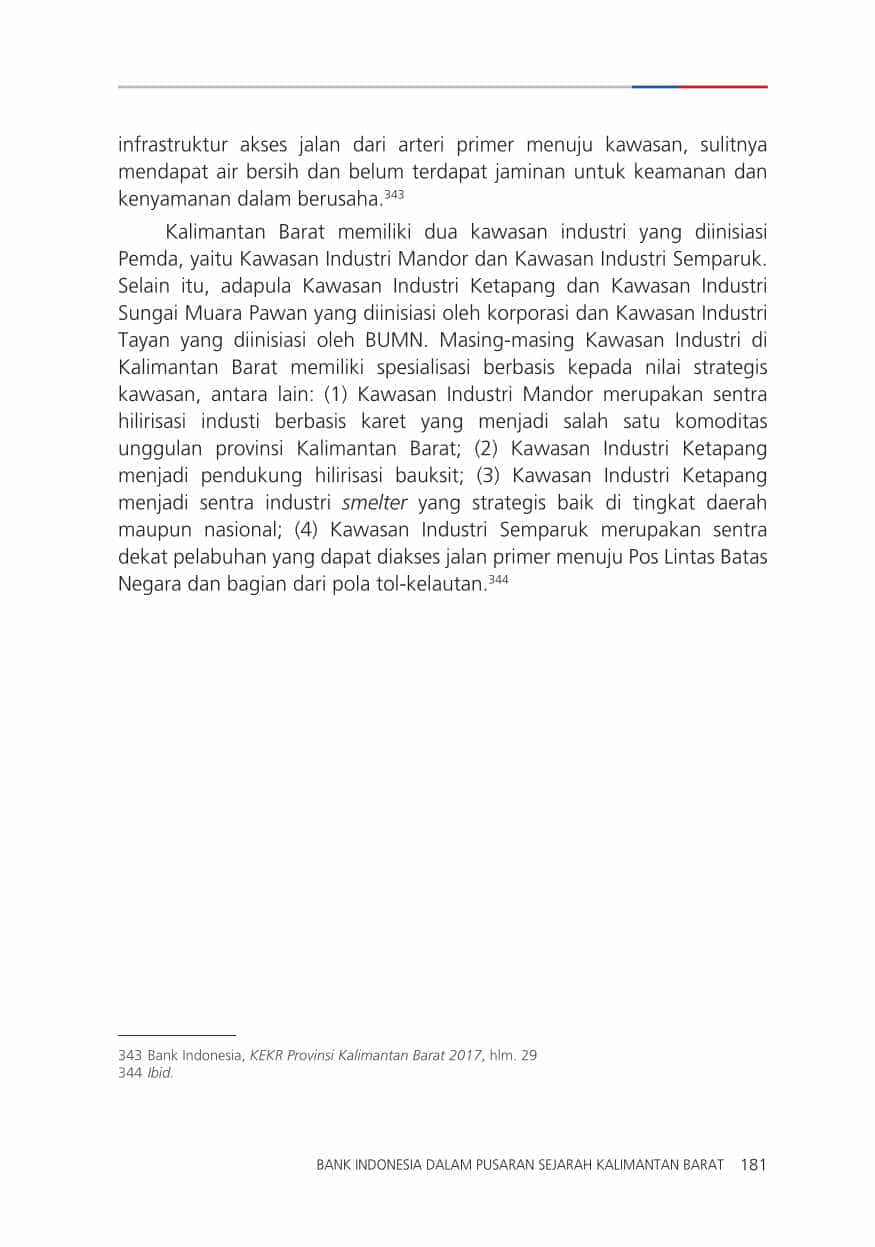 infrastruktur akses jalan dari arteri primer menuju kawasan, sulitnya
mendapat air bersih dan belum terdapat jaminan untuk keamanan dan
kenyamanan dalam berusaha.343
Kalimantan Barat memiliki dua kawasan industri yang diinisiasi
Pemda, yaitu Kawasan Industri Mandor dan Kawasan Industri Semparuk.
Selain itu, adapula Kawasan Industri Ketapang dan Kawasan Industri
Sungai Muara Pawan yang diinisiasi oleh korporasi dan Kawasan Industri
Tayan yang diinisiasi oleh BUMN. Masing-masing Kawasan Industri di
Kalimantan Barat memiliki spesialisasi berbasis kepada nilai strategis
kawasan, antara lain: (1) Kawasan Industri Mandor merupakan sentra
hilirisasi industi berbasis karet yang menjadi salah satu komoditas
unggulan provinsi Kalimantan Barat; (2) Kawasan Industri Ketapang
menjadi pendukung hilirisasi bauksit; (3) Kawasan Industri Ketapang
menjadi sentra industri smelter yang strategis baik di tingkat daerah
maupun nasional; (4) Kawasan Industri Semparuk merupakan sentra
dekat pelabuhan yang dapat diakses jalan primer menuju Pos Lintas Batas
Negara dan bagian dari pola tol-kelautan.344
343 Bank Indonesia, KEKR Provinsi Kalimantan Barat 2017, hlm. 29
344 Ibid.
BANK INDONESIA DALAM PUSARAN SEJARAH KALIMANTAN BARAT 181